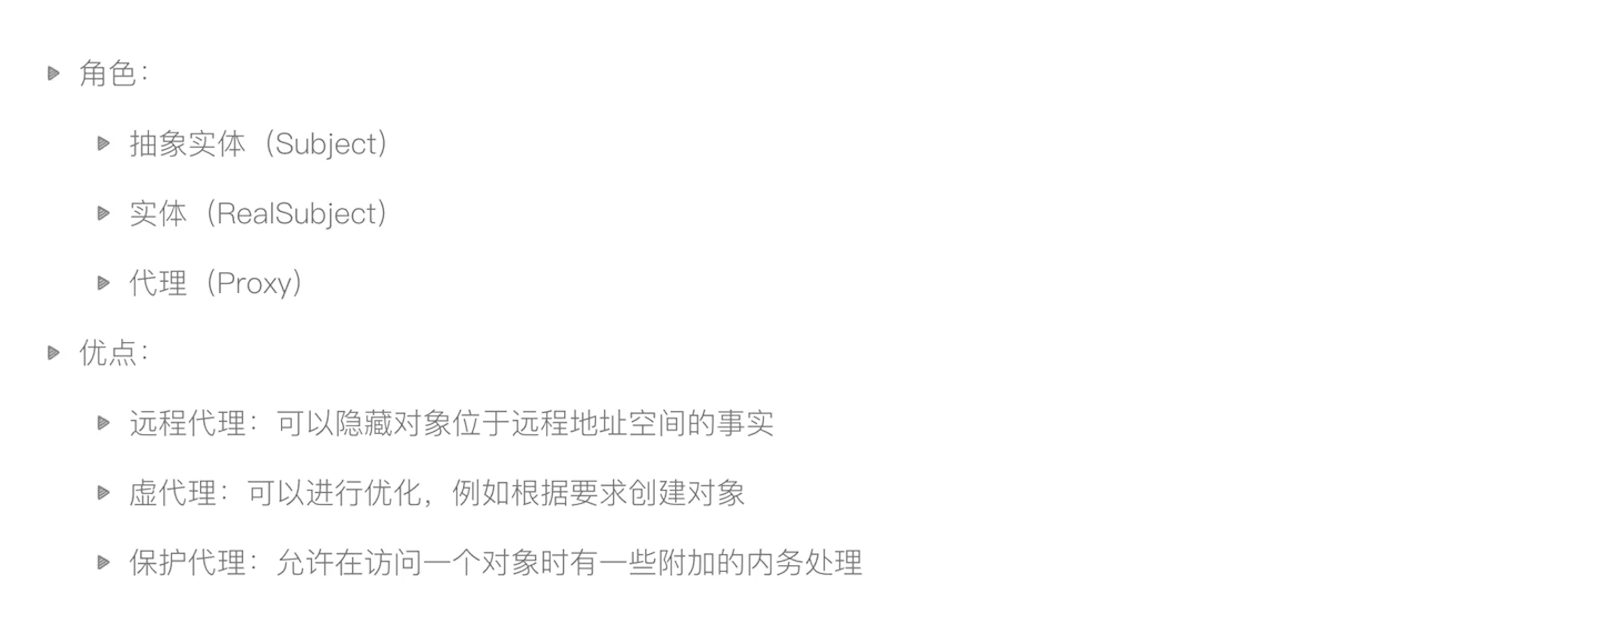 角色：
抽象实体（Subject）
实体（RealSubject）
代理（Proxy）
优点：
远程代理：可以隐藏对象位于远程地址空间的事实
虚代理：可以进行优化，例如根据要求创建对象
保护代理：允许在访问一个对象时有一些附加的内务处理